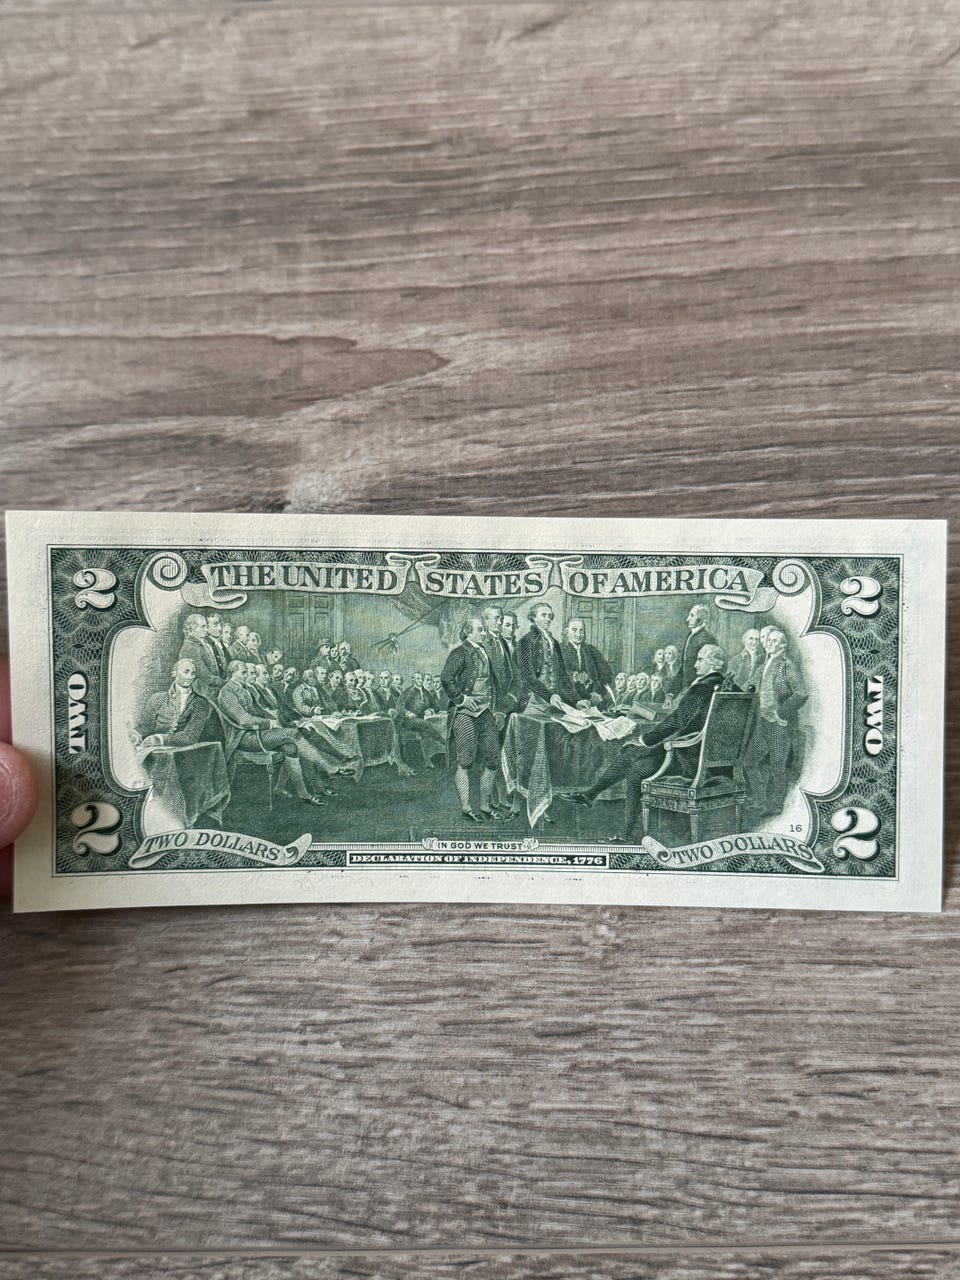 2 THE UNITED STATES OF AMERICA 2
TWO TWO
16
2 TWO DOLLARS IN GOD WE TRUST TWO DOLLARS 2
DECLARATION OF INDEPENDENCE, 1776